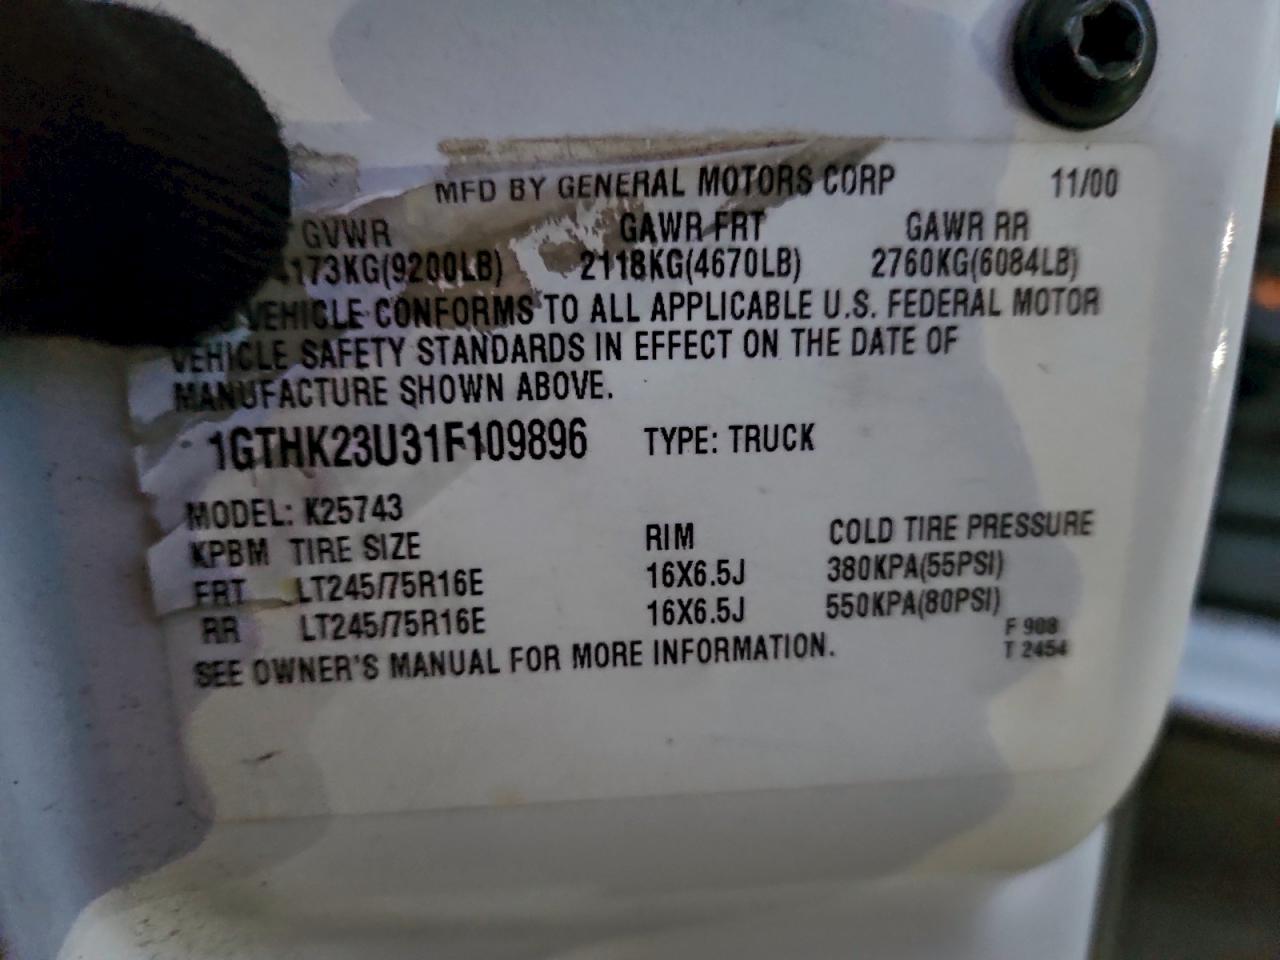 MFD BY GENERAL MOTORS CORP 11/00
GVWR GAWR FRT GAWR RR
4173KG(9200LB) 2118KG(4670LB) 2760KG(6084LB)
VEHICLE CONFORMS TO ALL APPLICABLE U.S. FEDERAL MOTOR
VEHICLE SAFETY STANDARDS IN EFFECT ON THE DATE OF
MANUFACTURE SHOWN ABOVE.
1GTHK23U31F109896 TYPE: TRUCK
MODEL: K25743
KPBM TIRE SIZE RIM COLD TIRE PRESSURE
FRT LT245/75R16E 16X6.5J 380KPA(55PSI)
RR LT245/75R16E 16X6.5J 550KPA(80PSI)
SEE OWNER'S MANUAL FOR MORE INFORMATION.
F 908
T 2454